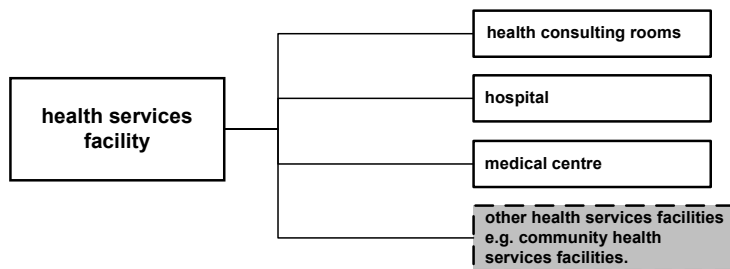 health services
facility
health consulting rooms
hospital
medical centre
other health services facilities
e.g. community health
services facilities.